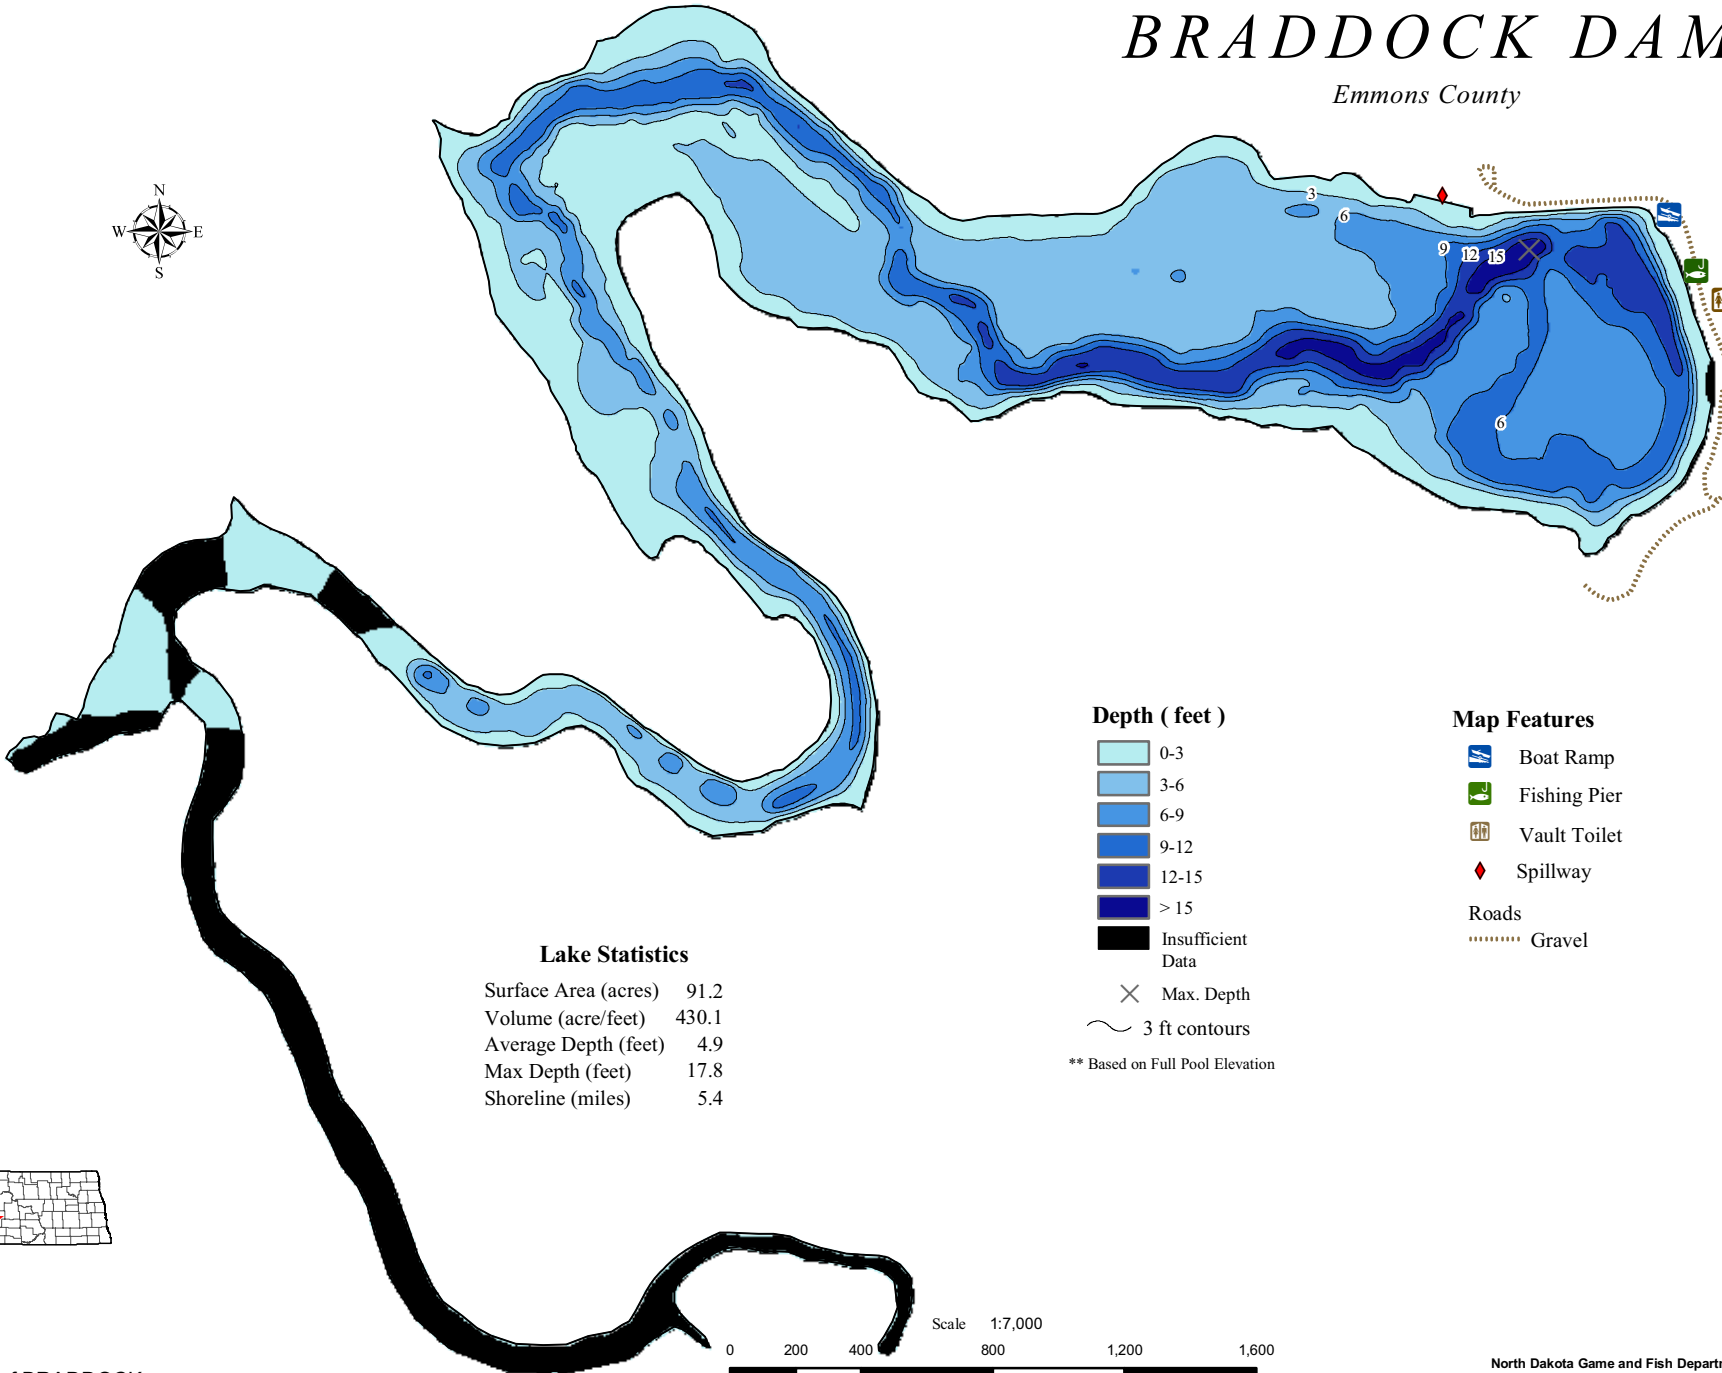 BRADDOCK DAM
Emmons County
N
W E
S
3
6
9 12 15
6
Depth ( feet )
0-3
3-6
6-9
9-12
12-15
> 15
Insufficient
Data
Max. Depth
3 ft contours
** Based on Full Pool Elevation
Map Features
Boat Ramp
Fishing Pier
Vault Toilet
Spillway
Roads
Gravel
Lake Statistics
Surface Area (acres) 91.2
Volume (acre/feet) 430.1
Average Depth (feet) 4.9
Max Depth (feet) 17.8
Shoreline (miles) 5.4
Scale 1:7,000
0 200 400 800 1,200 1,600
North Dakota Game and Fish Departm